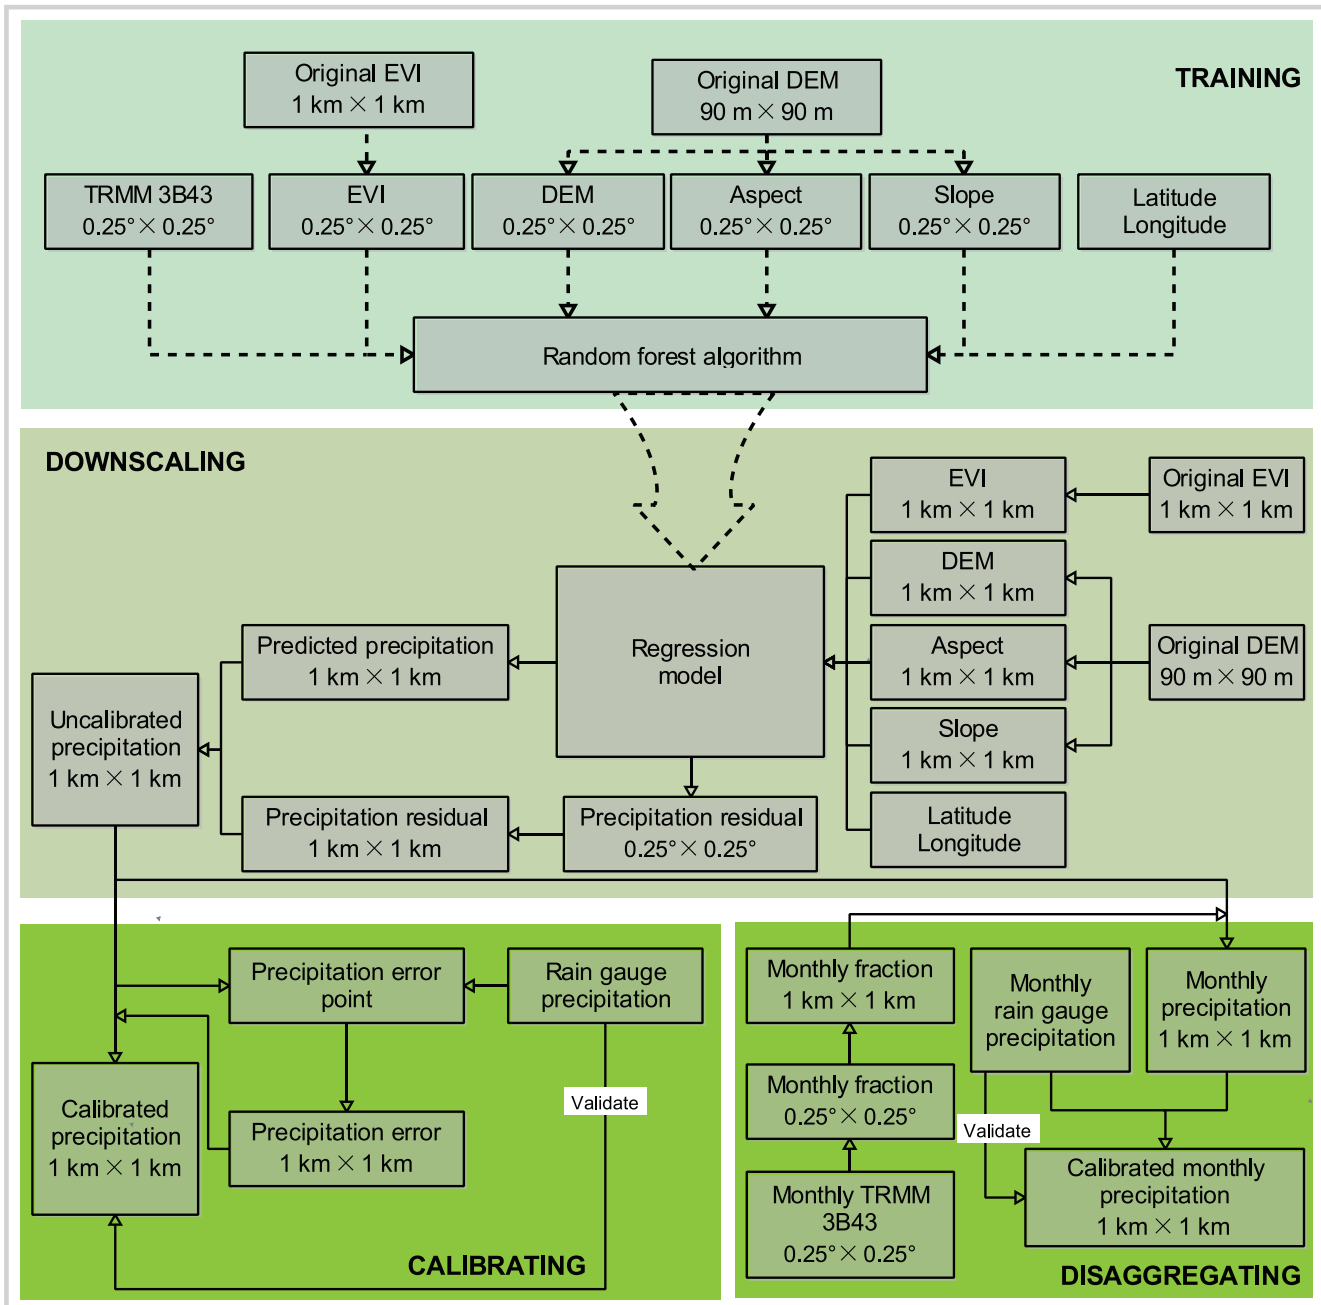 TRAINING
Original EVI
1 km × 1 km
Original DEM
90 m × 90 m
TRMM 3B43
0.25° × 0.25°
EVI
0.25° × 0.25°
DEM
0.25° × 0.25°
Aspect
0.25° × 0.25°
Slope
0.25° × 0.25°
Latitude
Longitude
Random forest algorithm
DOWNSCALING
EVI
1 km × 1 km
Original EVI
1 km × 1 km
DEM
1 km × 1 km
Aspect
1 km × 1 km
Original DEM
90 m × 90 m
Slope
1 km × 1 km
Latitude
Longitude
Regression
model
Predicted precipitation
1 km × 1 km
Uncalibrated
precipitation
1 km × 1 km
Precipitation residual
1 km × 1 km
Precipitation residual
0.25° × 0.25°
Precipitation error
point
Rain gauge
precipitation
Calibrated
precipitation
1 km × 1 km
Precipitation error
1 km × 1 km
Validate
CALIBRATING
Monthly fraction
1 km × 1 km
Monthly
rain gauge
precipitation
Monthly
precipitation
1 km × 1 km
Monthly fraction
0.25° × 0.25°
Validate
Monthly TRMM
3B43
0.25° × 0.25°
Calibrated monthly
precipitation
1 km × 1 km
DISAGGREGATING